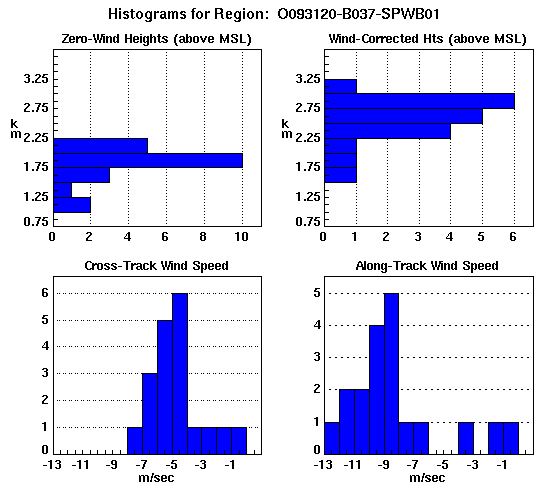 Histograms for Region: O093120-B037-SPWB01
Zero-Wind Heights (above MSL)
3.25
2.75
2.25
1.75
1.25
0.75
k
m
0 2 4 6 8 10
Wind-Corrected Hts (above MSL)
3.25
2.75
2.25
1.75
1.25
0.75
k
m
0 1 2 3 4 5 6
Cross-Track Wind Speed
6
5
4
3
2
1
0
-13 -11 -9 -7 -5 -3 -1
m/sec
Along-Track Wind Speed
5
4
3
2
1
0
-13 -11 -9 -7 -5 -3 -1
m/sec